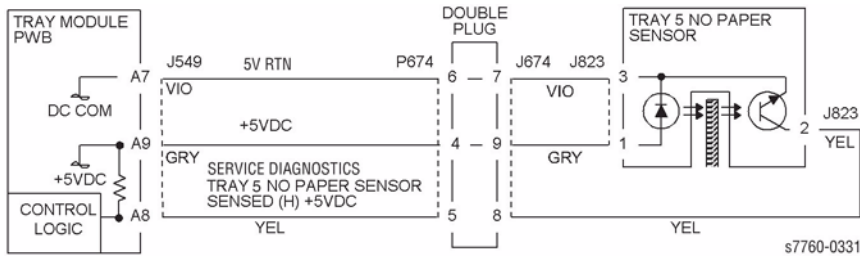 TRAY MODULE
PWB
DOUBLE
PLUG
TRAY 5 NO PAPER
SENSOR
A7
J549
5V RTN
P674
6
7
J674
J823
3
VIO
VIO
DC COM
+5VDC
A9
4
9
1
2
J823
YEL
GRY
GRY
+5VDC
SERVICE DIAGNOSTICS
TRAY 5 NO PAPER SENSOR
SENSED (H) +5VDC
CONTROL
LOGIC
A8
5
8
YEL
YEL
s7760-0331